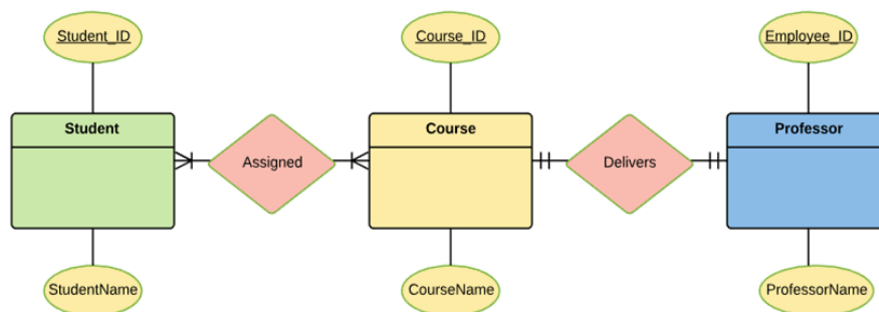 Student_ID
Course_ID
Employee_ID
Student
Course
Professor
Assigned
Delivers
StudentName
CourseName
ProfessorName